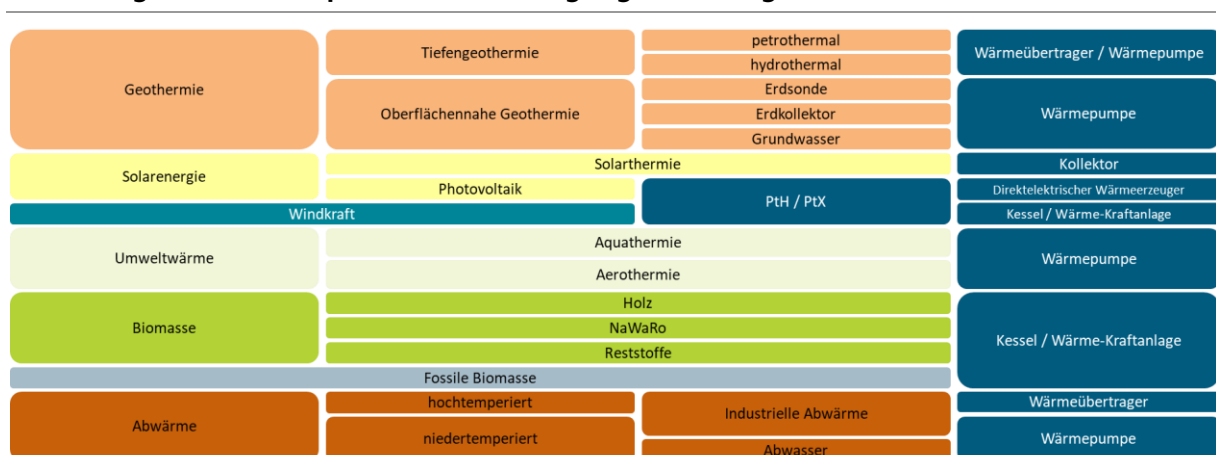 Geothermie
Tiefengeothermie
petrothermal
hydrothermal
Wärmeübertrager / Wärmepumpe
Oberflächennahe Geothermie
Erdsonde
Erdkollektor
Grundwasser
Wärmepumpe
Solarenergie
Solarthermie
Kollektor
Photovoltaik
PtH / PtX
Direktelektrischer Wärmeerzeuger
Windkraft
Kessel / Wärme-Kraftanlage
Umweltwärme
Aquathermie
Aerothermie
Wärmepumpe
Biomasse
Holz
NaWaRo
Reststoffe
Kessel / Wärme-Kraftanlage
Fossile Biomasse
Abwärme
hochtemperiert
Industrielle Abwärme
Wärmeübertrager
niedertemperiert
Abwasser
Wärmepumpe